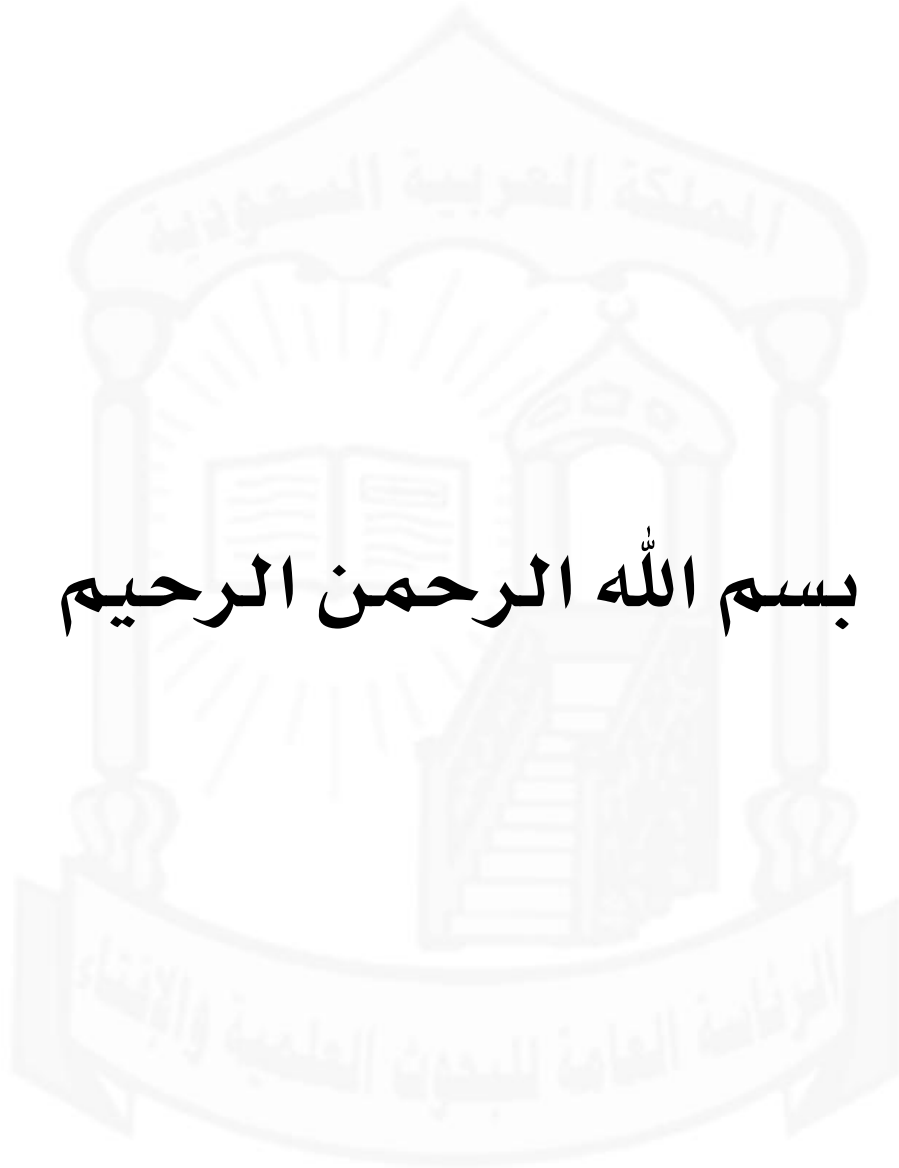 المملكة العربية السعودية
بسم الله الرحمن الرحيم
الرئاسة العامة للبحوث العلمية والإفتاء